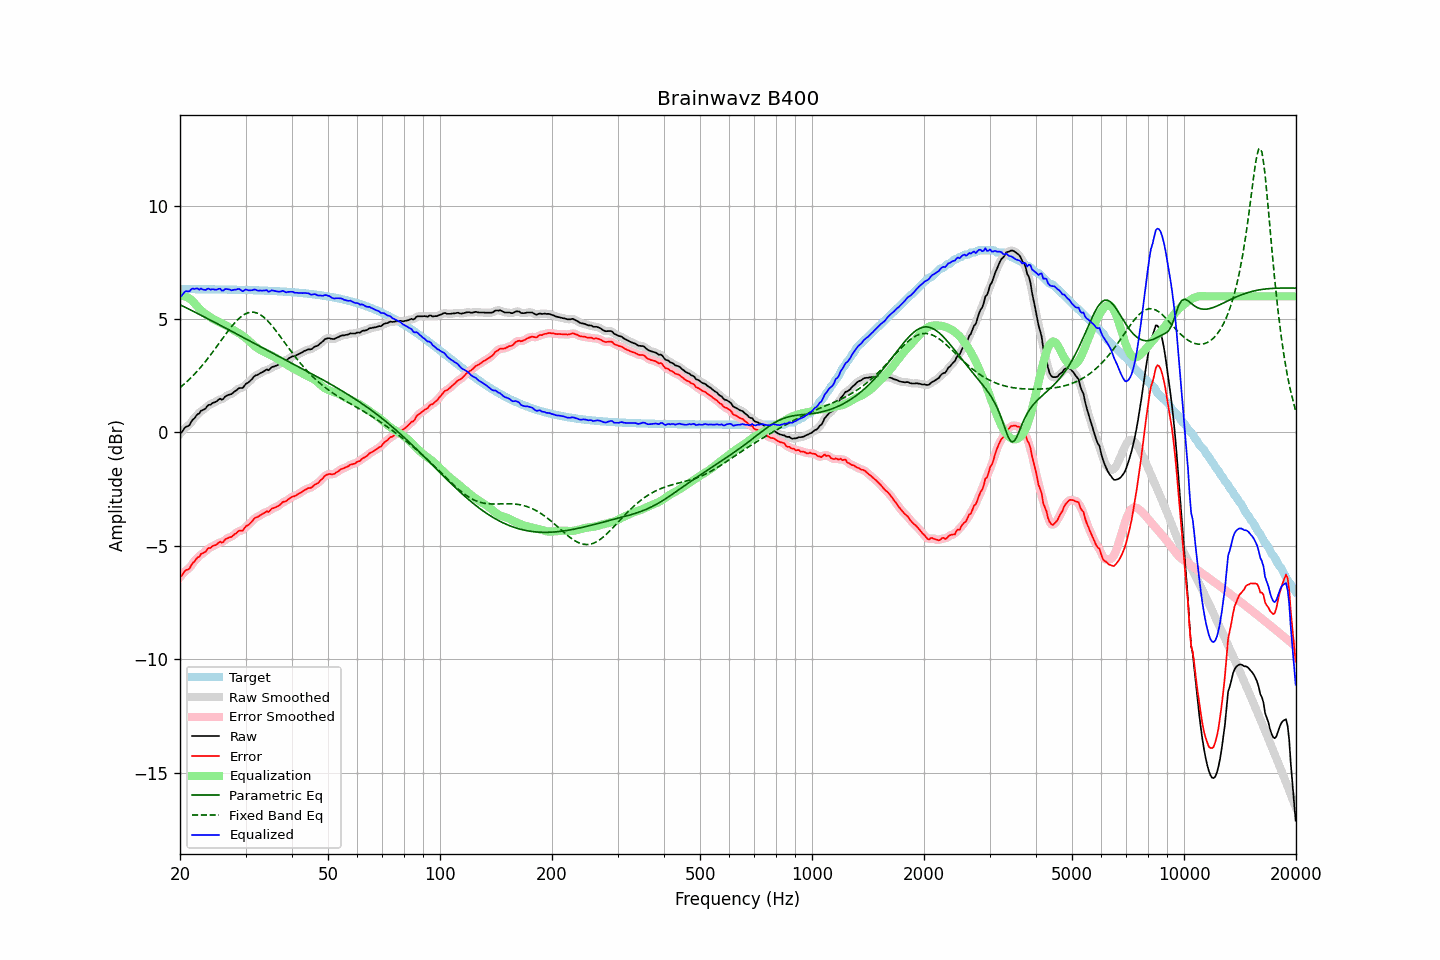 Brainwavz B400
Amplitude (dBr)
10
5
0
−5
−10
−15
Target
Raw Smoothed
Error Smoothed
Raw
Error
Equalization
Parametric Eq
Fixed Band Eq
Equalized
20 50 100 200 500 1000 2000 5000 10000 20000
Frequency (Hz)